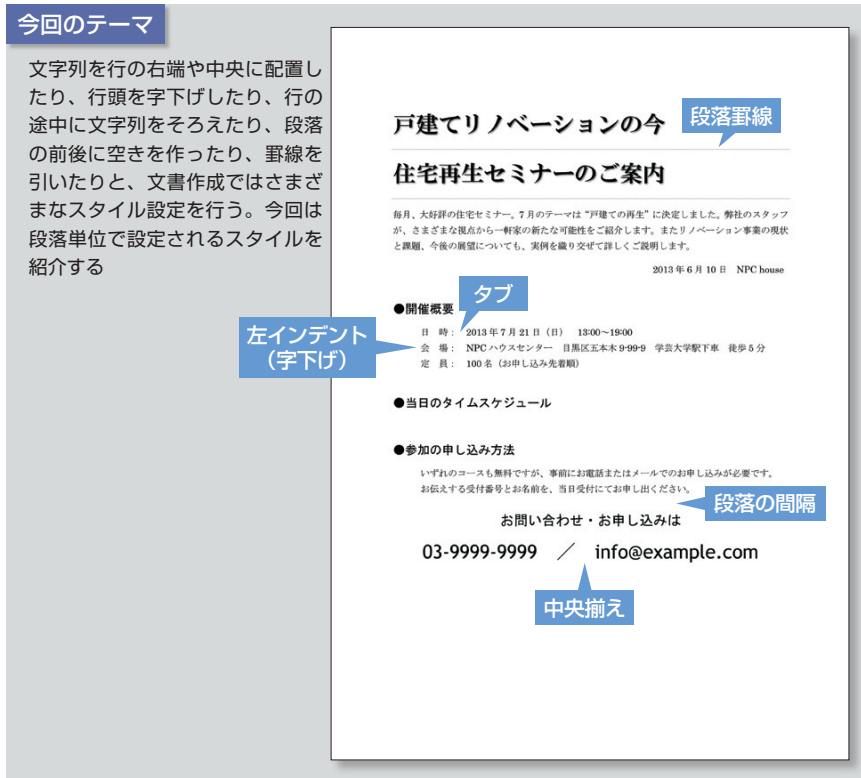 今回のテーマ
文字列を行の右端や中央に配置し
たり、行頭を字下げしたり、行の
途中に文字列をそろえたり、段落
の前後に空きを作ったり、罫線を
引いたりと、文書作成ではさまざ
まなスタイル設定を行う。今回は
段落単位で設定されるスタイルを
紹介する
戸建てリノベーションの今
段落罫線
住宅再生セミナーのご案内
毎月、大好評の住宅セミナー。7月のテーマは“戸建ての再生”に決定しました。弊社のスタッフ
が、さまざまな視点から一軒家の新たな可能性をご紹介します。またリノベーション事業の現状
と課題、今後の展望についても、実例を織り交ぜて詳しくご説明します。
2013年6月10日 NPC house
タブ
●開催概要
左インデント
（字下げ）
日 時： 2013年7月21日（日） 13:00～19:00
会 場： NPCハウスセンター 目黒区五本木9-99-9 学芸大学駅下車 徒歩5分
定 員： 100名（お申し込み先着順）
●当日のタイムスケジュール
●参加の申し込み方法
いずれのコースも無料ですが、事前にお電話またはメールでのお申し込みが必要です。
お伝えする受付番号とお名前を、当日受付にてお申し出ください。
段落の間隔
お問い合わせ・お申し込みは
03-9999-9999 ／ info@example.com
中央揃え